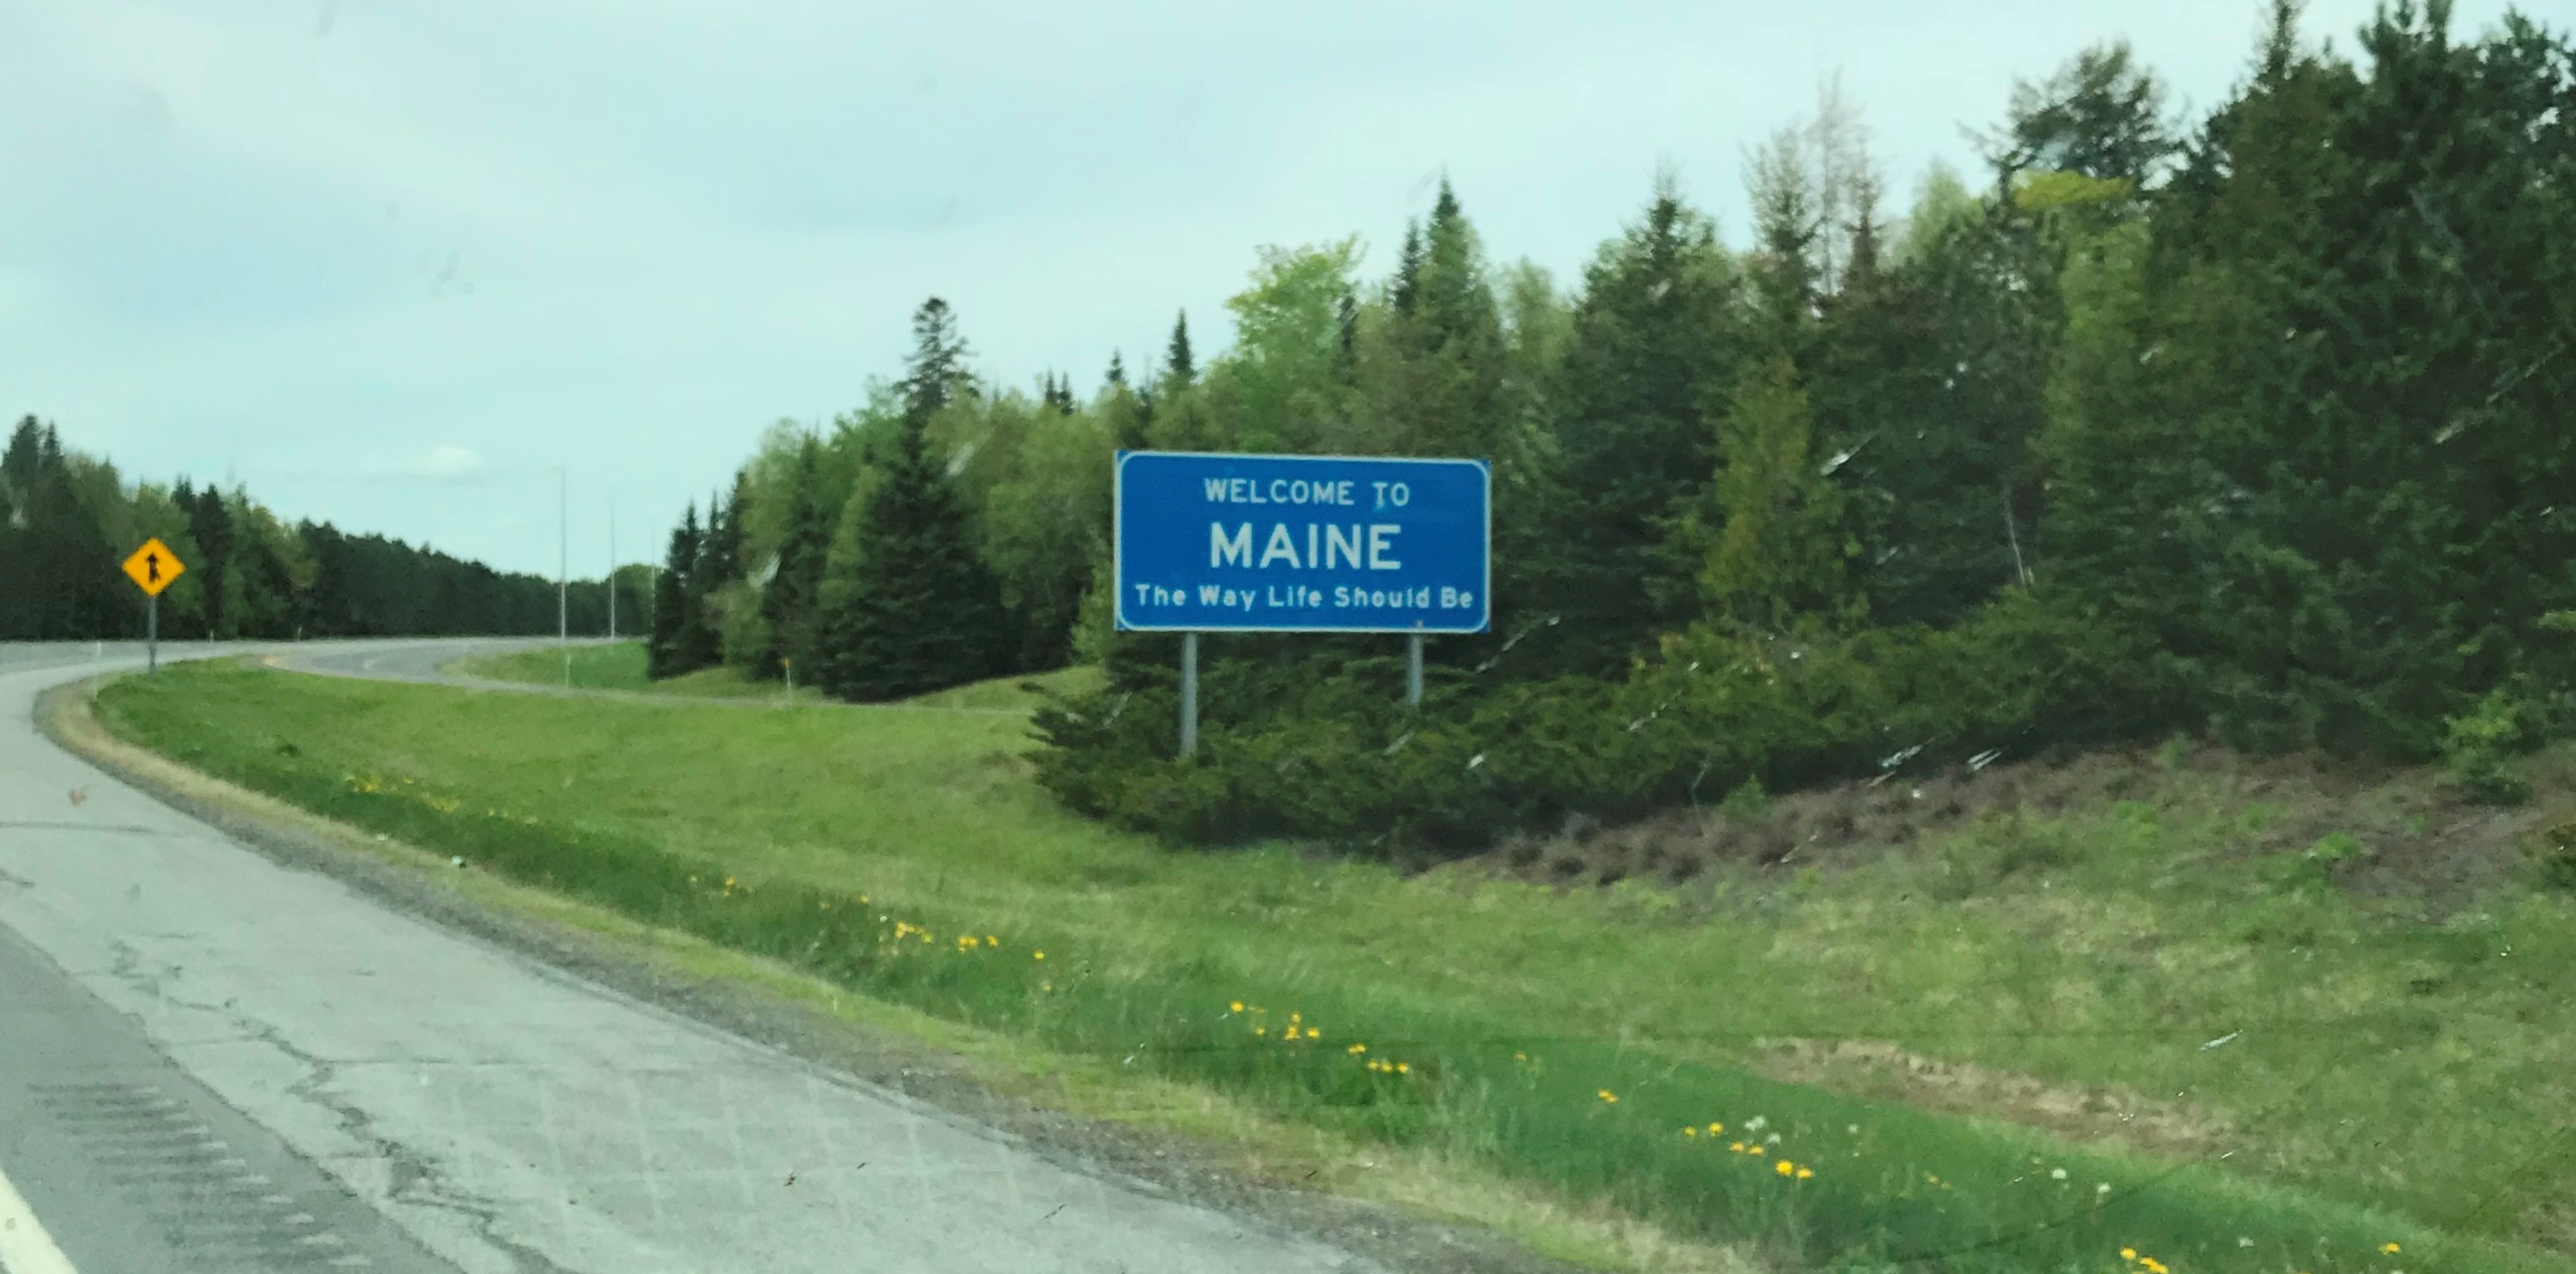 WELCOME TO
MAINE
The Way Life Should Be